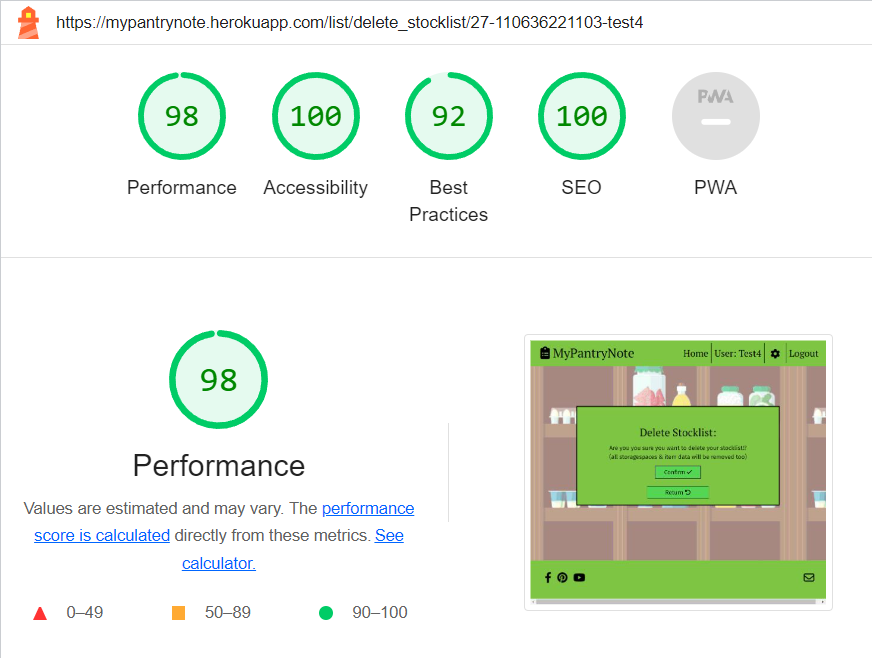 https://mypantrynote.herokuapp.com/list/delete_stocklist/27-110636221103-test4
98
100
92
100
PWA
Performance
Accessibility
Best
Practices
SEO
PWA
98
Performance
Values are estimated and may vary. The performance
score is calculated directly from these metrics. See
calculator.
0–49
50–89
90–100
MyPantryNote
Home
User: Test4
Logout
Delete Stocklist:
Are you you sure you want to delete your stocklist!?
(all storagespaces & item data will be removed too)
Confirm
Return